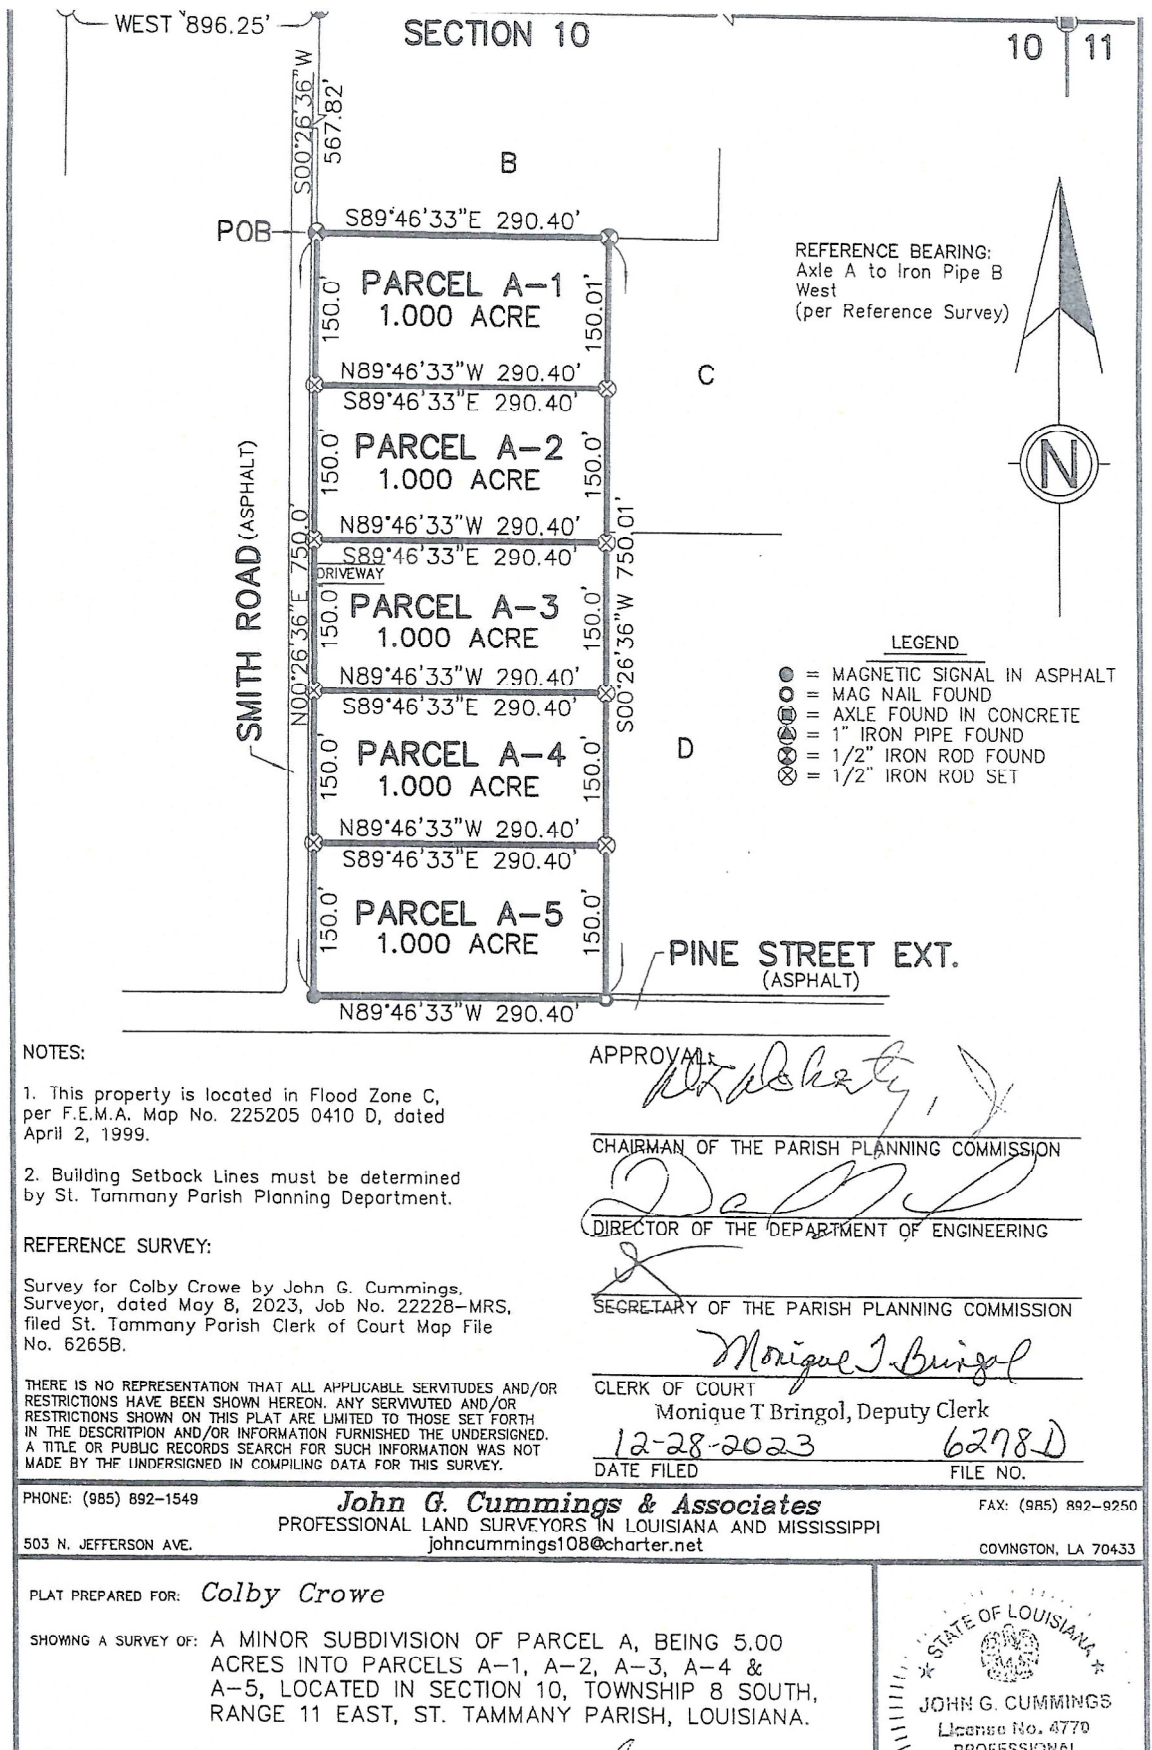 WEST 896.25'
SECTION 10
10 11
S00°26'36"W
567.82'
B
POB
S89°46'33"E 290.40'
REFERENCE BEARING:
Axle A to Iron Pipe B
West
(per Reference Survey)
PARCEL A-1
1.000 ACRE
150.0'
150.01'
N89°46'33"W 290.40'
S89°46'33"E 290.40'
C
N
PARCEL A-2
1.000 ACRE
150.0'
150.0'
N89°46'33"W 290.40'
S89°46'33"E 290.40'
DRIVEWAY
SMITH ROAD (ASPHALT)
N00°26'36"E 750.0'
S00°26'36"W 750.01'
PARCEL A-3
1.000 ACRE
150.0'
150.0'
N89°46'33"W 290.40'
S89°46'33"E 290.40'
LEGEND
= MAGNETIC SIGNAL IN ASPHALT
= MAG NAIL FOUND
= AXLE FOUND IN CONCRETE
= 1" IRON PIPE FOUND
= 1/2" IRON ROD FOUND
= 1/2" IRON ROD SET
PARCEL A-4
1.000 ACRE
150.0'
150.0'
D
N89°46'33"W 290.40'
S89°46'33"E 290.40'
PARCEL A-5
1.000 ACRE
150.0'
150.0'
PINE STREET EXT.
(ASPHALT)
N89°46'33"W 290.40'
NOTES:
1. This property is located in Flood Zone C,
per F.E.M.A. Map No. 225205 0410 D, dated
April 2, 1999.
2. Building Setback Lines must be determined
by St. Tammany Parish Planning Department.
REFERENCE SURVEY:
Survey for Colby Crowe by John G. Cummings,
Surveyor, dated May 8, 2023, Job No. 22228-MRS,
filed St. Tammany Parish Clerk of Court Map File
No. 6265B.
THERE IS NO REPRESENTATION THAT ALL APPLICABLE SERVITUDES AND/OR
RESTRICTIONS HAVE BEEN SHOWN HEREON. ANY SERVIVUTED AND/OR
RESTRICTIONS SHOWN ON THIS PLAT ARE LIMITED TO THOSE SET FORTH
IN THE DESCRITPION AND/OR INFORMATION FURNISHED THE UNDERSIGNED.
A TITLE OR PUBLIC RECORDS SEARCH FOR SUCH INFORMATION WAS NOT
MADE BY THE UNDERSIGNED IN COMPILING DATA FOR THIS SURVEY.
APPROVAL:
CHAIRMAN OF THE PARISH PLANNING COMMISSION
DIRECTOR OF THE DEPARTMENT OF ENGINEERING
SECRETARY OF THE PARISH PLANNING COMMISSION
Monique T. Bringol
CLERK OF COURT
Monique T Bringol, Deputy Clerk
12-28-2023 6278D
DATE FILED FILE NO.
PHONE: (985) 892-1549 John G. Cummings & Associates FAX: (985) 892-9250
PROFESSIONAL LAND SURVEYORS IN LOUISIANA AND MISSISSIPPI
503 N. JEFFERSON AVE. johncummings108@charter.net COVINGTON, LA 70433
PLAT PREPARED FOR: Colby Crowe
SHOWING A SURVEY OF: A MINOR SUBDIVISION OF PARCEL A, BEING 5.00
ACRES INTO PARCELS A-1, A-2, A-3, A-4 &
A-5, LOCATED IN SECTION 10, TOWNSHIP 8 SOUTH,
RANGE 11 EAST, ST. TAMMANY PARISH, LOUISIANA.
STATE OF LOUISIANA
JOHN G. CUMMINGS
License No. 4770
PROFESSIONAL